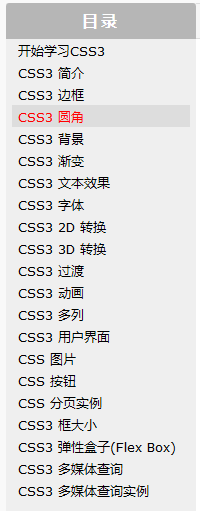 目录
开始学习CSS3
CSS3 简介
CSS3 边框
CSS3 圆角
CSS3 背景
CSS3 渐变
CSS3 文本效果
CSS3 字体
CSS3 2D 转换
CSS3 3D 转换
CSS3 过渡
CSS3 动画
CSS3 多列
CSS3 用户界面
CSS 图片
CSS 按钮
CSS 分页实例
CSS3 框大小
CSS3 弹性盒子(Flex Box)
CSS3 多媒体查询
CSS3 多媒体查询实例